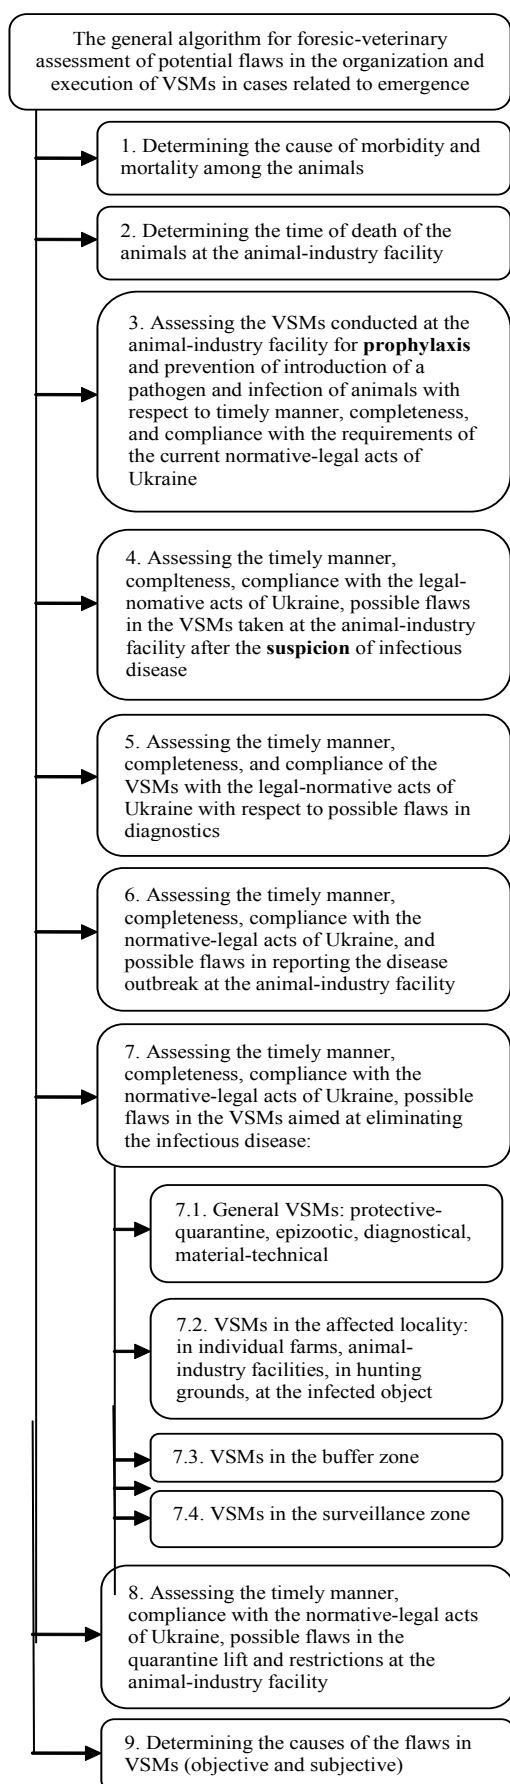 The general algorithm for foresic-veterinary
assessment of potential flaws in the organization and
execution of VSMs in cases related to emergence
1. Determining the cause of morbidity and
mortality among the animals
2. Determining the time of death of the
animals at the animal-industry facility
3. Assessing the VSMs conducted at the
animal-industry facility for prophylaxis
and prevention of introduction of a
pathogen and infection of animals with
respect to timely manner, completeness,
and compliance with the requirements of
the current normative-legal acts of
Ukraine
4. Assessing the timely manner,
complteness, compliance with the legal-
nomative acts of Ukraine, possible flaws
in the VSMs taken at the animal-industry
facility after the suspicion of infectious
disease
5. Assessing the timely manner,
completeness, and compliance of the
VSMs with the legal-normative acts of
Ukraine with respect to possible flaws in
diagnostics
6. Assessing the timely manner,
completeness, compliance with the
normative-legal acts of Ukraine, and
possible flaws in reporting the disease
outbreak at the animal-industry facility
7. Assessing the timely manner,
completeness, compliance with the
normative-legal acts of Ukraine, possible
flaws in the VSMs aimed at eliminating
the infectious disease:
7.1. General VSMs: protective-
quarantine, epizootic, diagnostical,
material-technical
7.2. VSMs in the affected locality:
in individual farms, animal-
industry facilities, in hunting
grounds, at the infected object
7.3. VSMs in the buffer zone
7.4. VSMs in the surveillance zone
8. Assessing the timely manner,
compliance with the normative-legal acts
of Ukraine, possible flaws in the
quarantine lift and restrictions at the
animal-industry facility
9. Determining the causes of the flaws in
VSMs (objective and subjective)